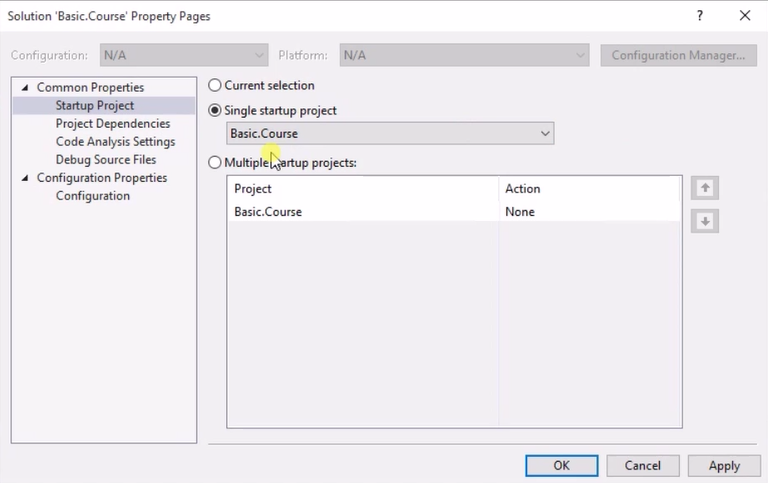 Solution 'Basic.Course' Property Pages
?
Configuration: N/A Platform: N/A Configuration Manager...
Common Properties
Startup Project
Project Dependencies
Code Analysis Settings
Debug Source Files
Configuration Properties
Configuration
Current selection
Single startup project
Basic.Course
Multiple startup projects:
Project Action
Basic.Course None
OK Cancel Apply